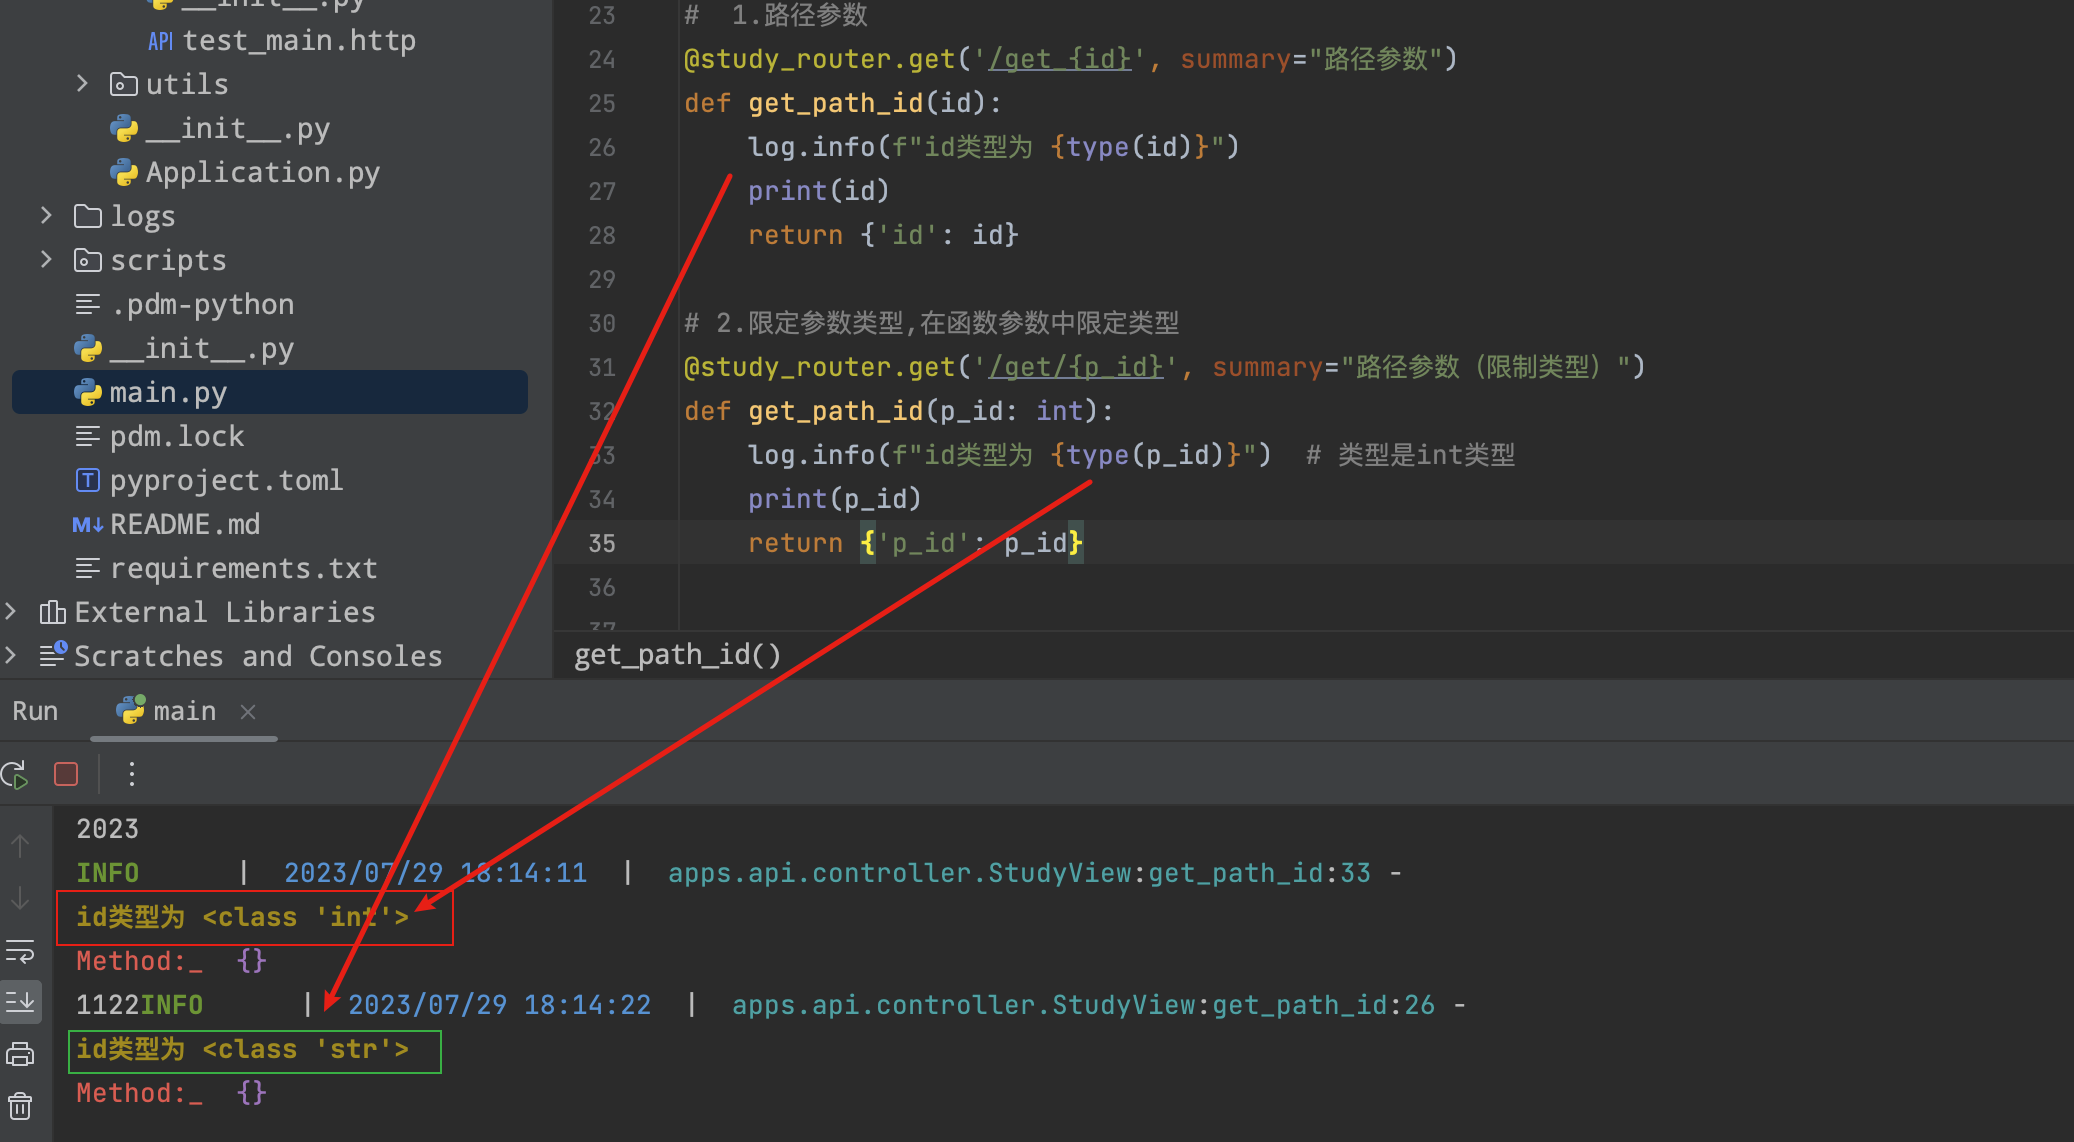 __init__.py
API test_main.http
utils
__init__.py
Application.py
logs
scripts
.pdm-python
__init__.py
main.py
pdm.lock
pyproject.toml
README.md
requirements.txt
External Libraries
Scratches and Consoles
23 # 1.路径参数
24 @study_router.get('/get_{id}', summary="路径参数")
25 def get_path_id(id):
26 log.info(f"id类型为 {type(id)}")
27 print(id)
28 return {'id': id}
29
30 # 2.限定参数类型,在函数参数中限定类型
31 @study_router.get('/get/{p_id}', summary="路径参数（限制类型）")
32 def get_path_id(p_id: int):
33 log.info(f"id类型为 {type(p_id)}") # 类型是int类型
34 print(p_id)
35 return {'p_id': p_id}
36
37
get_path_id()
Run main ×
2023
INFO | 2023/07/29 18:14:11 | apps.api.controller.StudyView:get_path_id:33 -
id类型为 <class 'int'>
Method:_ {}
1122INFO | 2023/07/29 18:14:22 | apps.api.controller.StudyView:get_path_id:26 -
id类型为 <class 'str'>
Method:_ {}